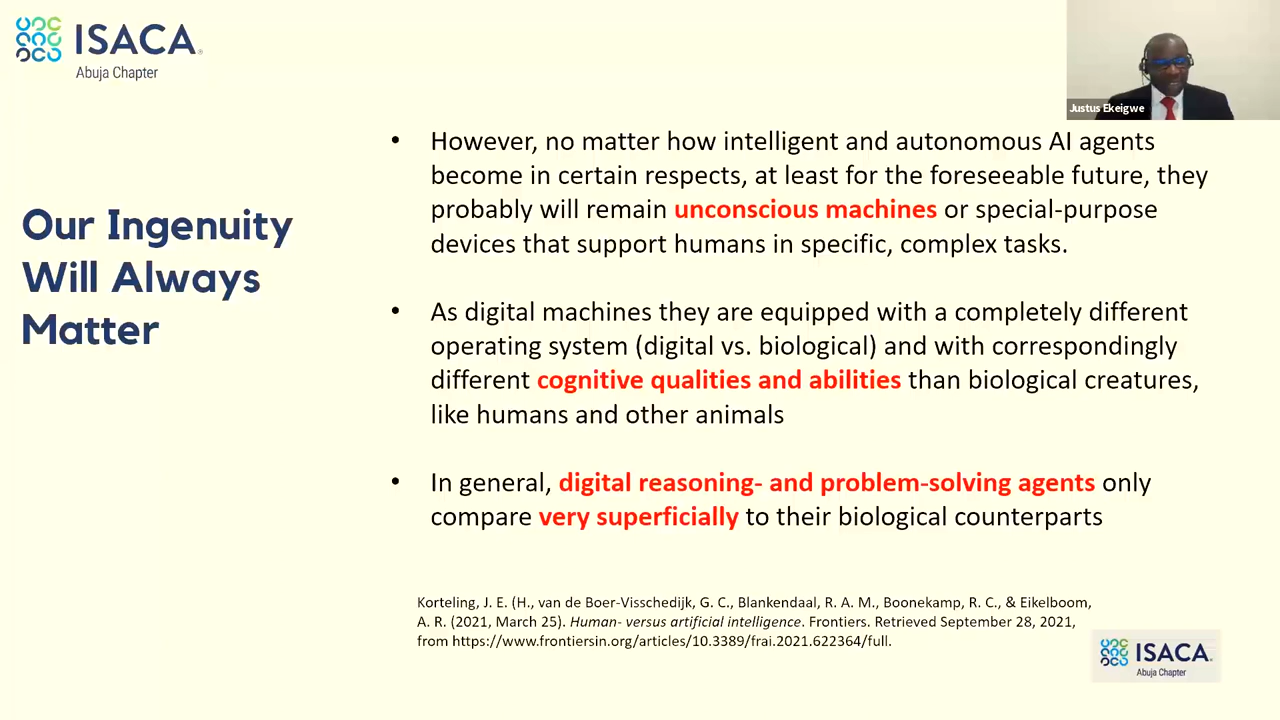 ISACA®
Abuja Chapter
Justus Ekeigwe
Our Ingenuity
Will Always
Matter
• However, no matter how intelligent and autonomous AI agents
become in certain respects, at least for the foreseeable future, they
probably will remain unconscious machines or special-purpose
devices that support humans in specific, complex tasks.
• As digital machines they are equipped with a completely different
operating system (digital vs. biological) and with correspondingly
different cognitive qualities and abilities than biological creatures,
like humans and other animals
• In general, digital reasoning- and problem-solving agents only
compare very superficially to their biological counterparts
Korteling, J. E. (H., van de Boer-Visschedijk, G. C., Blankendaal, R. A. M., Boonekamp, R. C., & Eikelboom,
A. R. (2021, March 25). Human- versus artificial intelligence. Frontiers. Retrieved September 28, 2021,
from https://www.frontiersin.org/articles/10.3389/frai.2021.622364/full.
ISACA®
Abuja Chapter